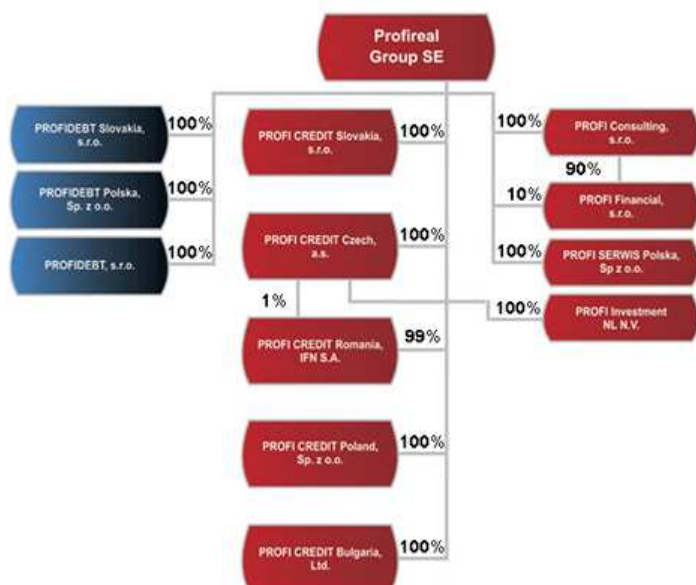 Profireal
Group SE
PROFIDEBT Slovakia,
s.r.o.
100%
PROFIDEBT Polska,
Sp. z o.o.
100%
PROFIDEBT, s.r.o.
100%
PROFI CREDIT Slovakia,
s.r.o.
100%
PROFI CREDIT Czech,
a.s.
100%
1%
PROFI CREDIT Romania,
IFN S.A.
99%
PROFI CREDIT Poland,
Sp. z o.o.
100%
PROFI CREDIT Bulgaria,
Ltd.
100%
100%
PROFI Consulting,
s.r.o.
90%
10%
PROFI Financial,
s.r.o.
100%
PROFI SERWIS Polska,
Sp z o.o.
100%
PROFI Investment
NL N.V.